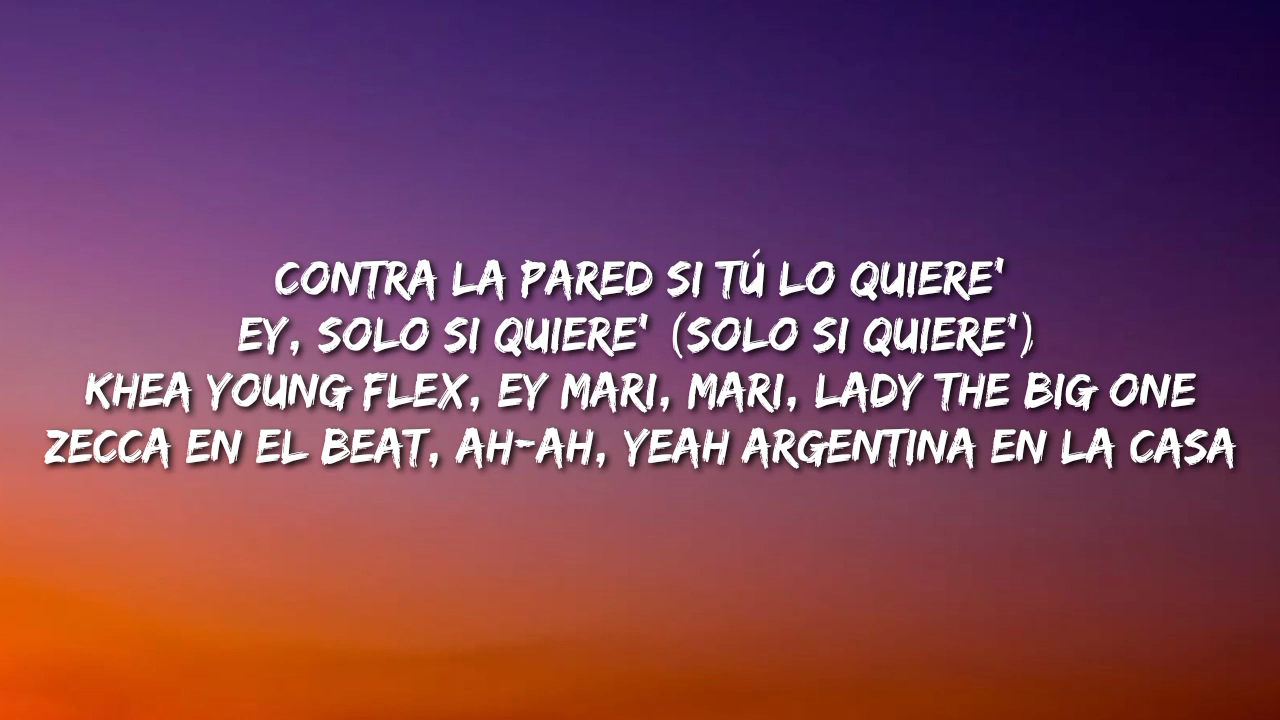 CONTRA LA PARED SI TÚ LO QUIERE'
EY, SOLO SI QUIERE' (SOLO SI QUIERE')
KHEA YOUNG FLEX, EY MARI, MARI, LADY THE BIG ONE
ZECCA EN EL BEAT, AH-AH, YEAH ARGENTINA EN LA CASA